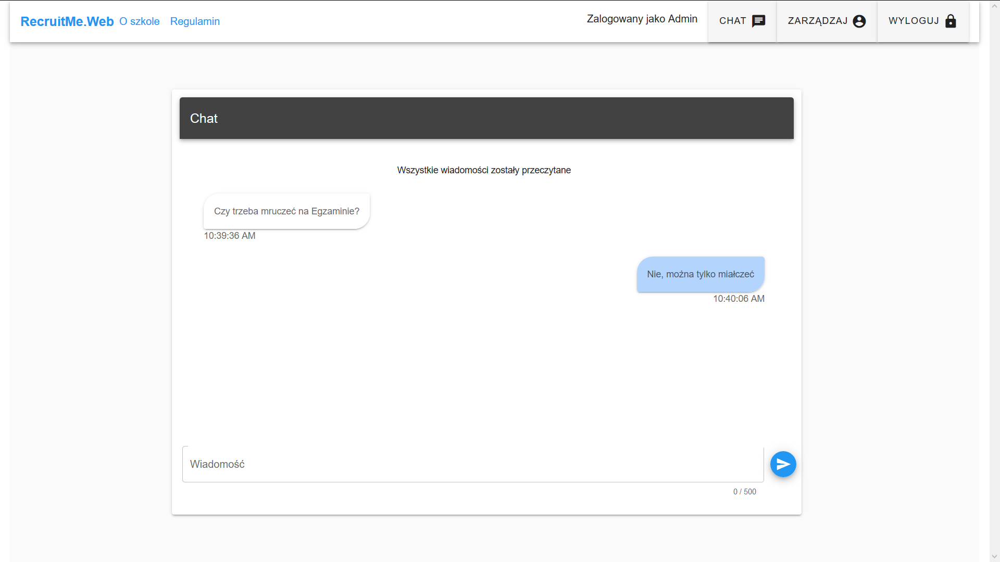 RecruitMe.Web O szkole Regulamin Zalogowany jako Admin CHAT ZARZĄDZAJ WYLOGUJ
Chat
Wszystkie wiadomości zostały przeczytane
Czy trzeba mruczeć na Egzaminie?
10:39:36 AM
Nie, można tylko miałczeć
10:40:06 AM
Wiadomość
0 / 500